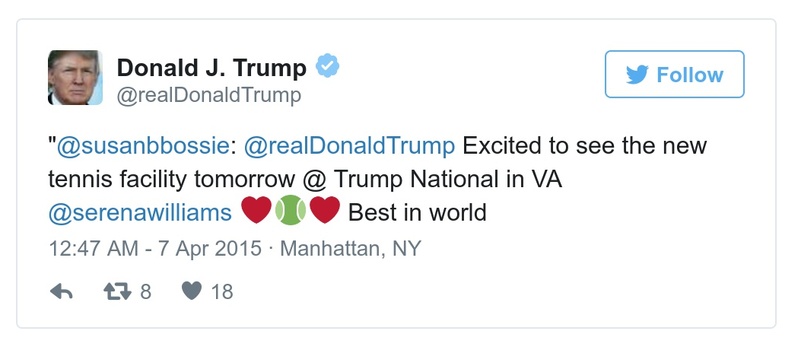 Donald J. Trump
@realDonaldTrump
Follow
"@susanbbossie: @realDonaldTrump Excited to see the new
tennis facility tomorrow @ Trump National in VA
@serenawilliams ❤️🎾❤️ Best in world
12:47 AM - 7 Apr 2015 · Manhattan, NY
8 18